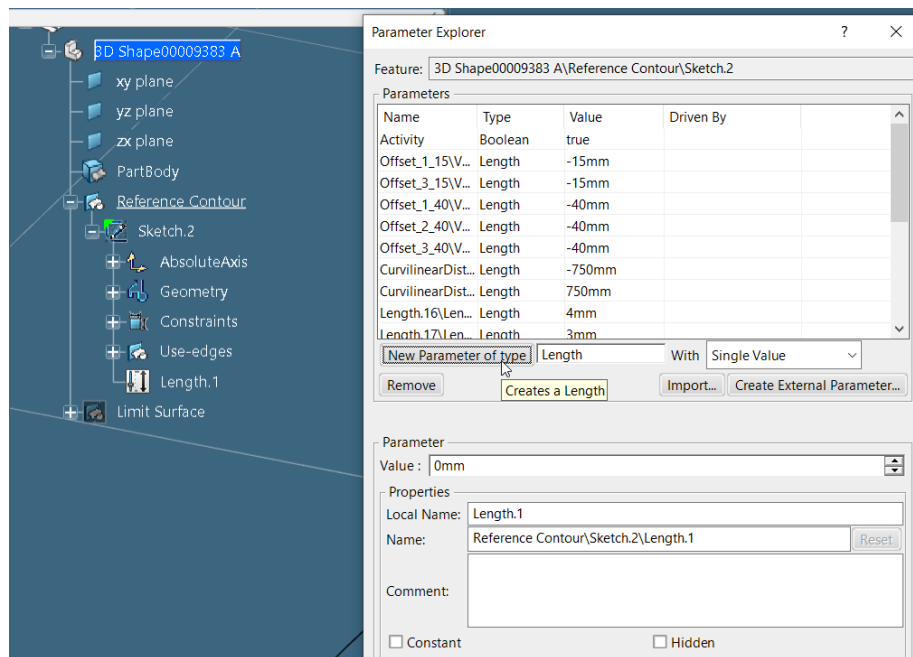 3D Shape00009383 A
xy plane
yz plane
zx plane
PartBody
Reference Contour
Sketch.2
AbsoluteAxis
Geometry
Constraints
Use-edges
Length.1
Limit Surface
Parameter Explorer ? ×
Feature: 3D Shape00009383 A\Reference Contour\Sketch.2
Parameters
Name Type Value Driven By
Activity Boolean true
Offset_1_15\V... Length -15mm
Offset_3_15\V... Length -15mm
Offset_1_40\V... Length -40mm
Offset_2_40\V... Length -40mm
Offset_3_40\V... Length -40mm
CurvilinearDist... Length -750mm
CurvilinearDist... Length 750mm
Length.16\Len... Length 4mm
Length.17\Len... Length 3mm
New Parameter of type Length With Single Value
Remove Import... Create External Parameter...
Creates a Length
Parameter
Value : 0mm
Properties
Local Name: Length.1
Name: Reference Contour\Sketch.2\Length.1 Reset
Comment:
Constant Hidden